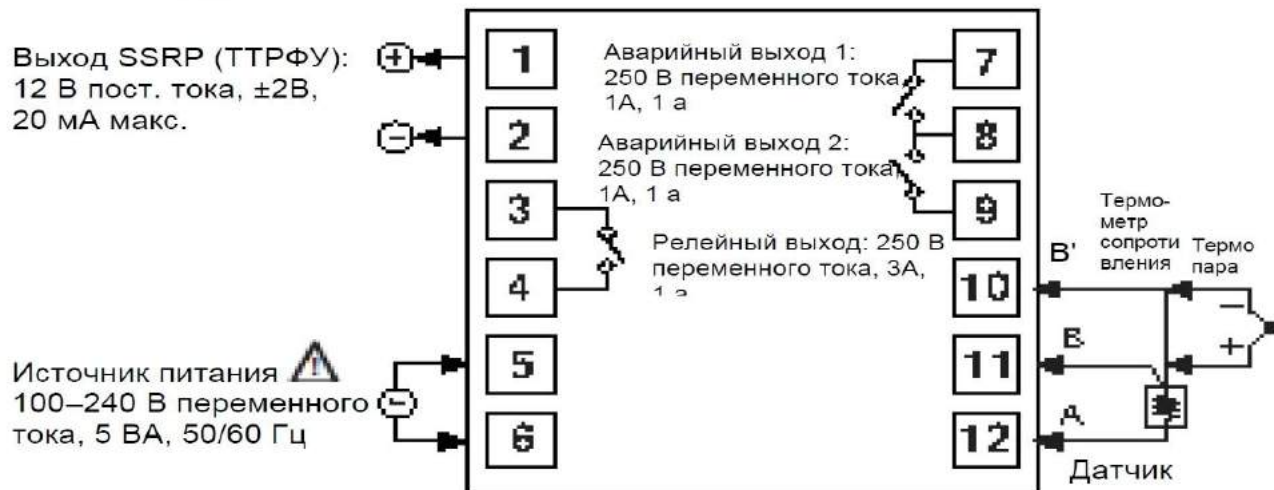 Выход SSRP (ТТРФУ):
12 В пост. тока, ±2В,
20 мА макс.
+
−
Источник питания
100–240 В переменного
тока, 5 ВА, 50/60 Гц
1
2
3
4
5
6
Аварийный выход 1:
250 В переменного тока
1А, 1 а
Аварийный выход 2:
250 В переменного тока,
1А, 1 а
Релейный выход: 250 В
переменного тока, 3А,
1 а
7
8
9
10
11
12
B'
B
A
Термо-
метр
сопроти
вления
Термо
пара
−
+
Датчик